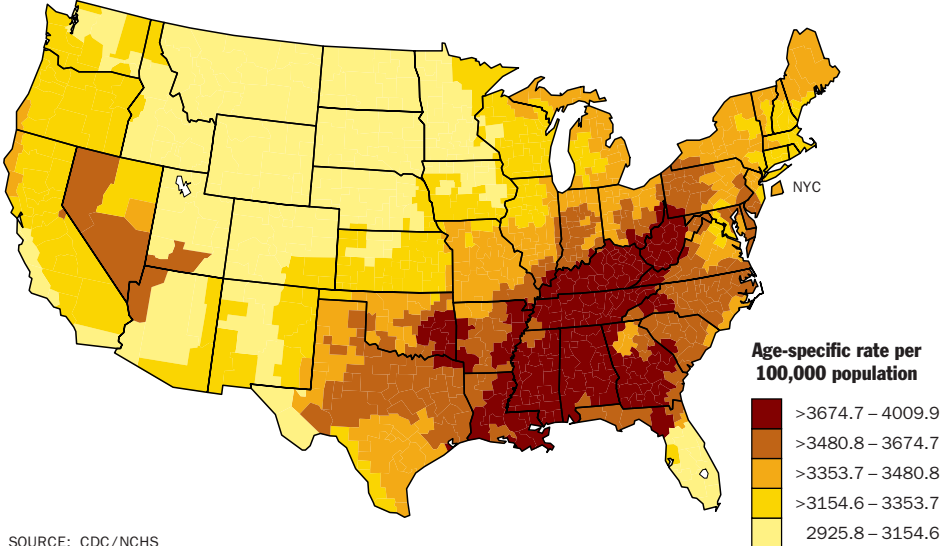 NYC
Age-specific rate per
100,000 population
>3674.7 – 4009.9
>3480.8 – 3674.7
>3353.7 – 3480.8
>3154.6 – 3353.7
2925.8 – 3154.6
SOURCE: CDC/NCHS